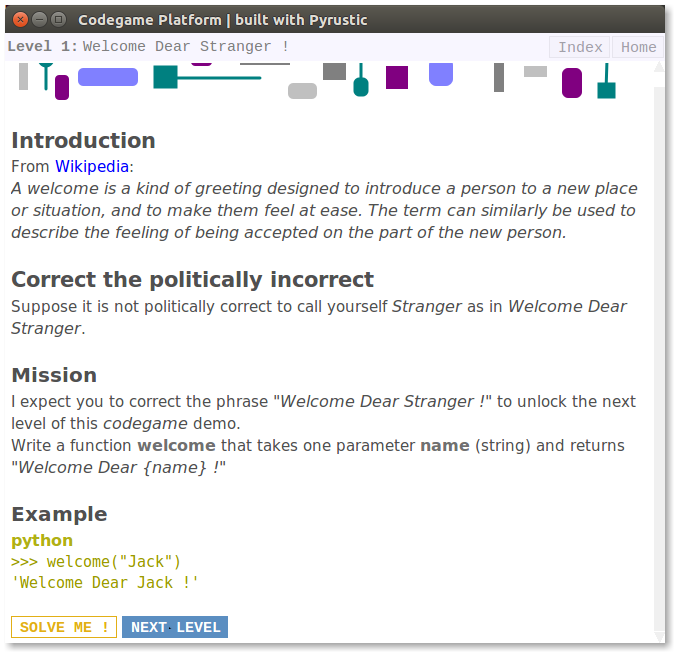 Codegame Platform | built with Pyrustic
Level 1: Welcome Dear Stranger !
Index
Home
Introduction
From Wikipedia:
A welcome is a kind of greeting designed to introduce a person to a new place
or situation, and to make them feel at ease. The term can similarly be used to
describe the feeling of being accepted on the part of the new person.
Correct the politically incorrect
Suppose it is not politically correct to call yourself Stranger as in Welcome Dear
Stranger.
Mission
I expect you to correct the phrase "Welcome Dear Stranger !" to unlock the next
level of this codegame demo.
Write a function welcome that takes one parameter name (string) and returns
"Welcome Dear {name} !"
Example
python
>>> welcome("Jack")
'Welcome Dear Jack !'
SOLVE ME !
NEXT LEVEL